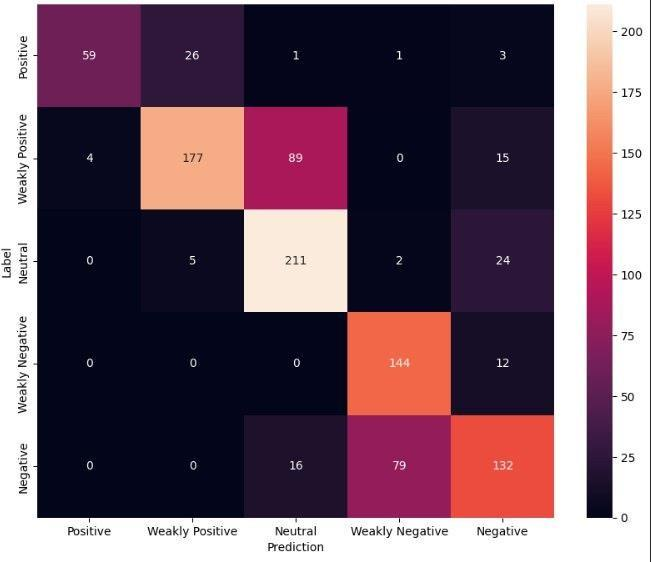 Positive 59 26 1 1 3
Weakly Positive 4 177 89 0 15
Neutral 0 5 211 2 24
Weakly Negative 0 0 0 144 12
Negative 0 0 16 79 132
Label
Positive Weakly Positive Neutral Weakly Negative Negative
Prediction
200
175
150
125
100
75
50
25
0